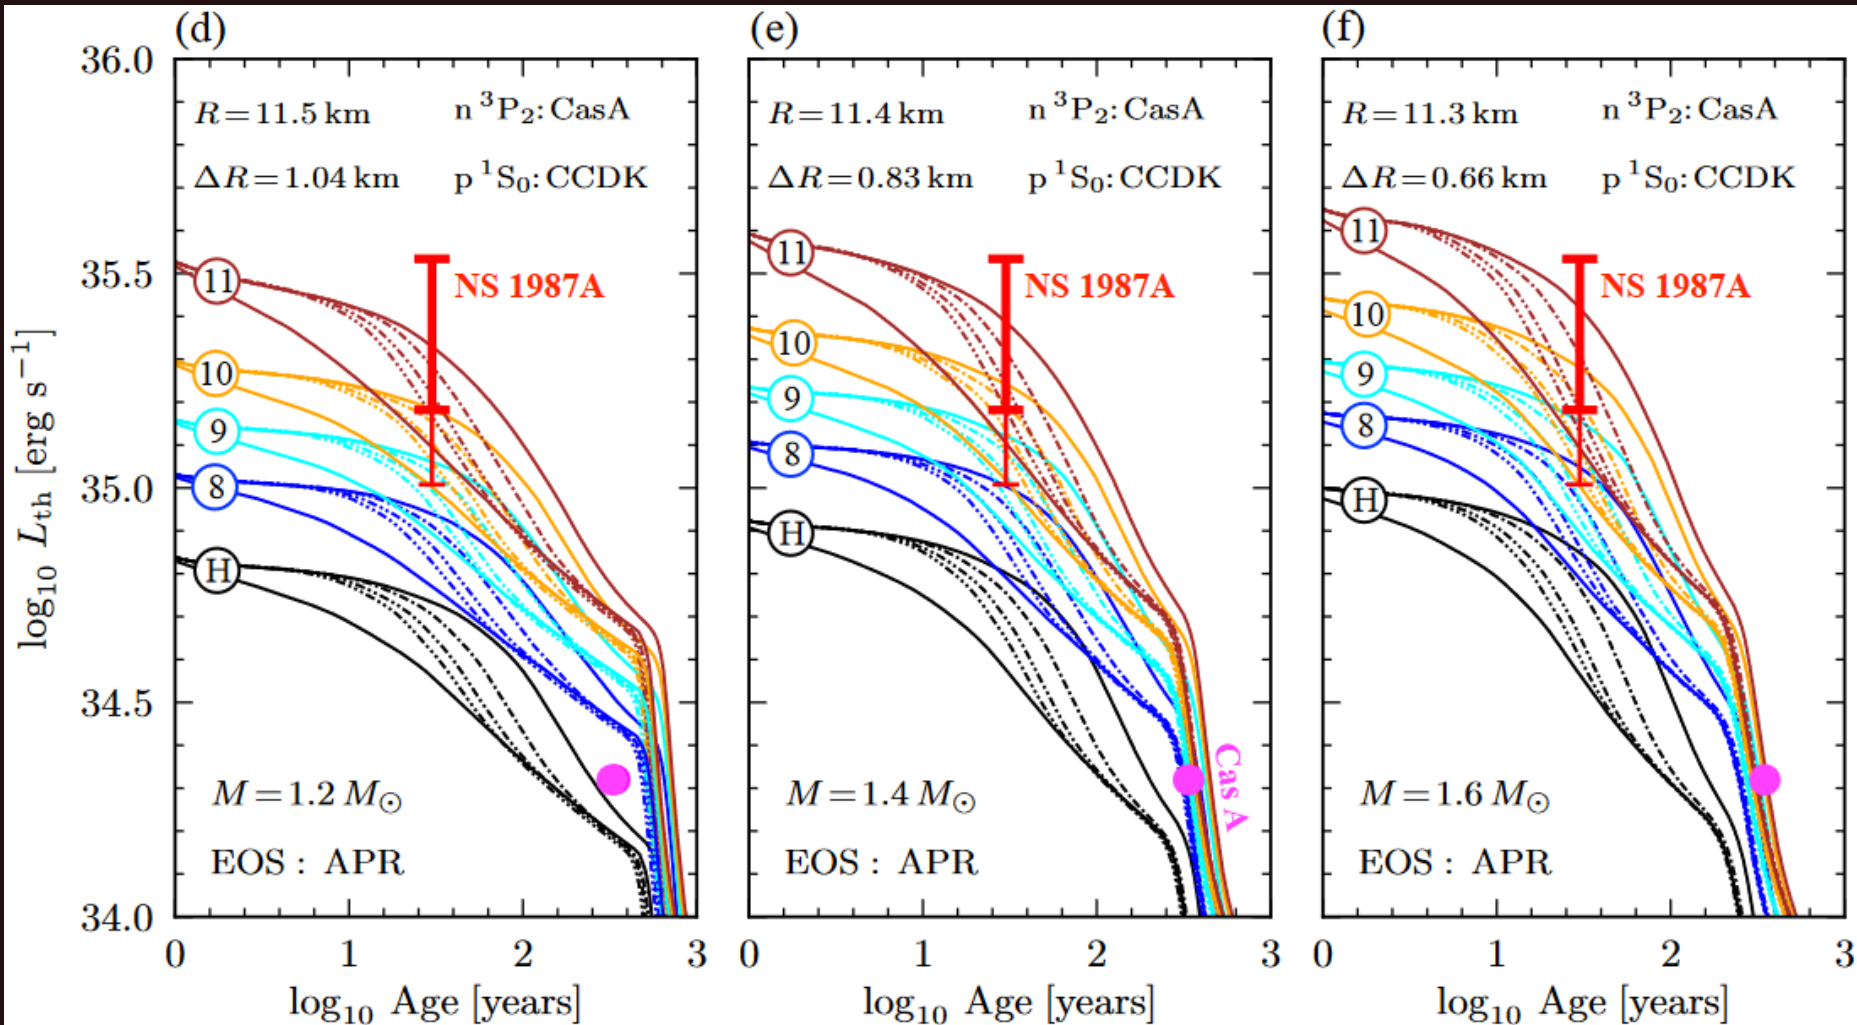 (d)
(e)
(f)
36.0
35.5
35.0
34.5
34.0
log₁₀ L_th [erg s⁻¹]
R=11.5 km n ³P₂: CasA
ΔR=1.04 km p ¹S₀: CCDK
11
10
9
8
H
NS 1987A
M=1.2 M⊙
EOS : APR
0 1 2 3
log₁₀ Age [years]
R=11.4 km n ³P₂: CasA
ΔR=0.83 km p ¹S₀: CCDK
11
10
9
8
H
NS 1987A
Cas A
M=1.4 M⊙
EOS : APR
0 1 2 3
log₁₀ Age [years]
R=11.3 km n ³P₂: CasA
ΔR=0.66 km p ¹S₀: CCDK
11
10
9
8
H
NS 1987A
M=1.6 M⊙
EOS : APR
0 1 2 3
log₁₀ Age [years]